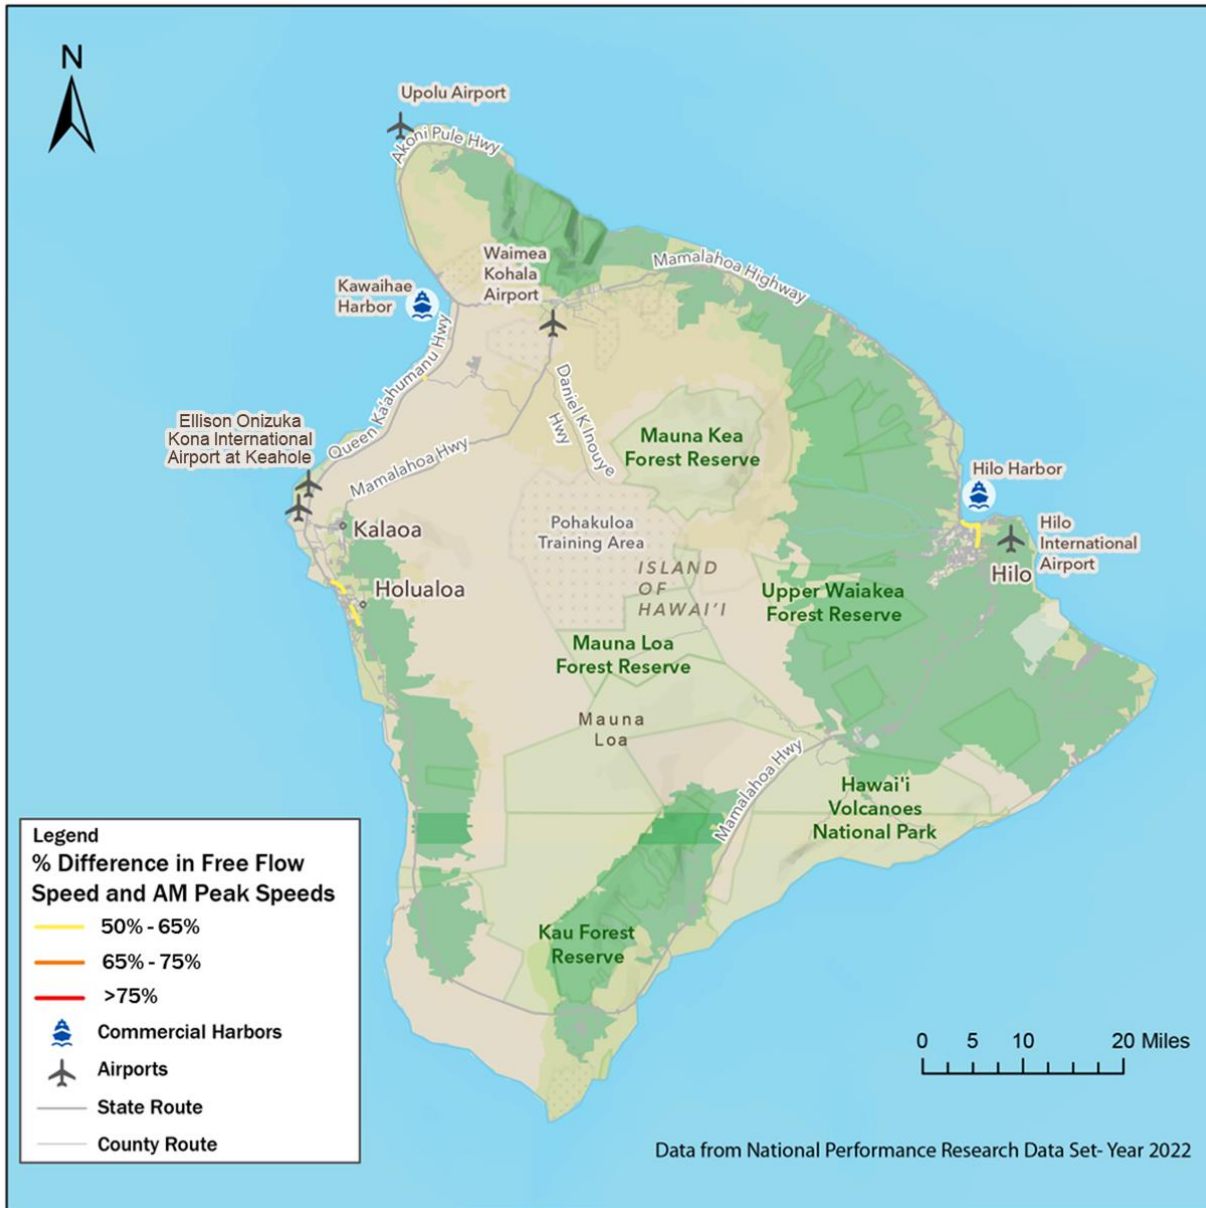 N
Upolu Airport
Akoni Pule Hwy
Waimea
Kohala
Airport
Mamalahoa Highway
Kawaihae
Harbor
Queen Ka'ahumanu Hwy
Daniel K Inouye
Hwy
Ellison Onizuka
Kona International
Airport at Keahole
Mamalahoa Hwy
Mauna Kea
Forest Reserve
Hilo Harbor
Kalaoa
Pohakuloa
Training Area
Hilo
International
Airport
Hilo
ISLAND
OF
HAWAI'I
Holualoa
Upper Waiakea
Forest Reserve
Mauna Loa
Forest Reserve
Mauna
Loa
Mamalahoa Hwy
Hawai'i
Volcanoes
National Park
Kau Forest
Reserve
Legend
% Difference in Free Flow
Speed and AM Peak Speeds
50% - 65%
65% - 75%
>75%
Commercial Harbors
Airports
State Route
County Route
0 5 10 20 Miles
Data from National Performance Research Data Set- Year 2022